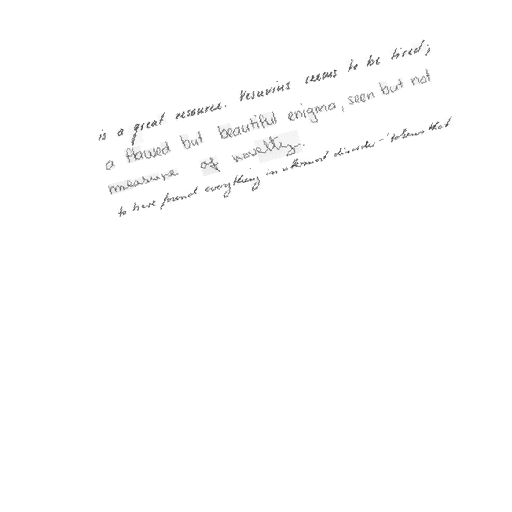 is a great resource. Vesuvius seems to be tired;
a flawed but beautiful enigma, seen but not
measure of novelty.
to have found everything in utmost disorder - 'tokens that